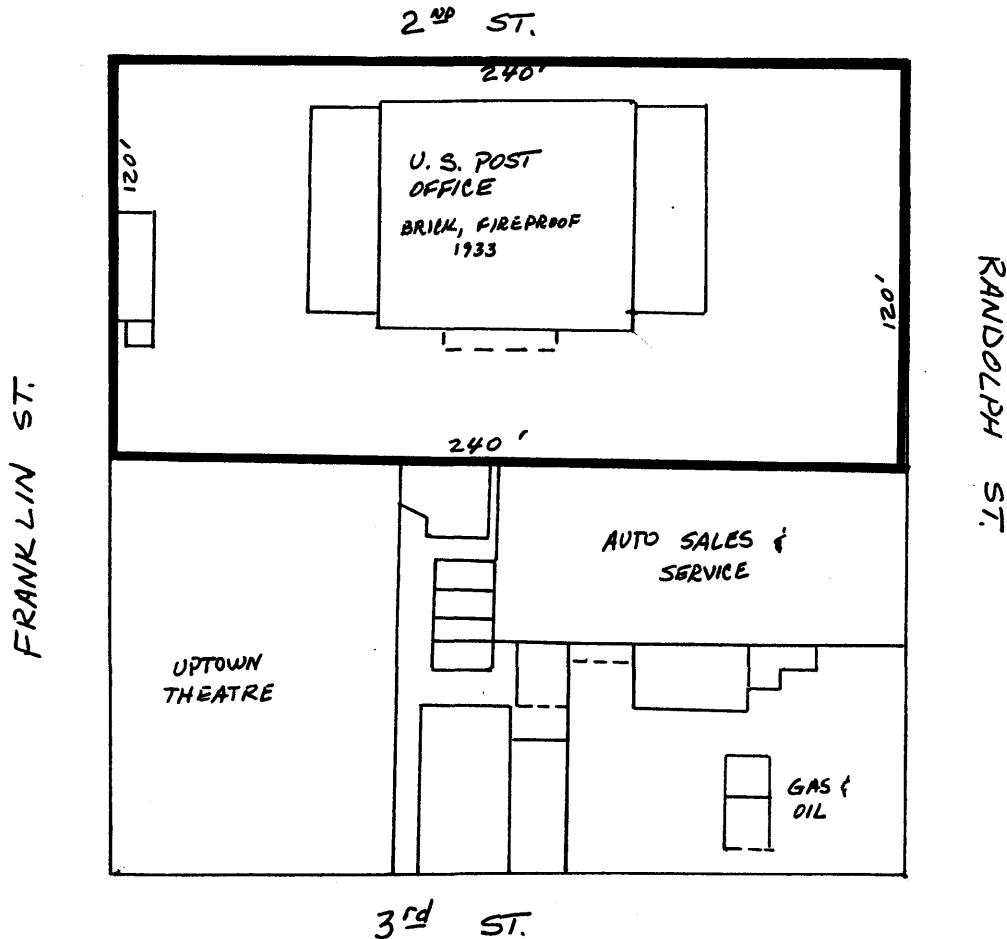 2ND ST.
240'
120'
U.S. POST
OFFICE
BRICK, FIREPROOF
1933
120'
RANDOLPH ST.
FRANKLIN ST.
240'
AUTO SALES &
SERVICE
UPTOWN
THEATRE
GAS &
OIL
3rd ST.